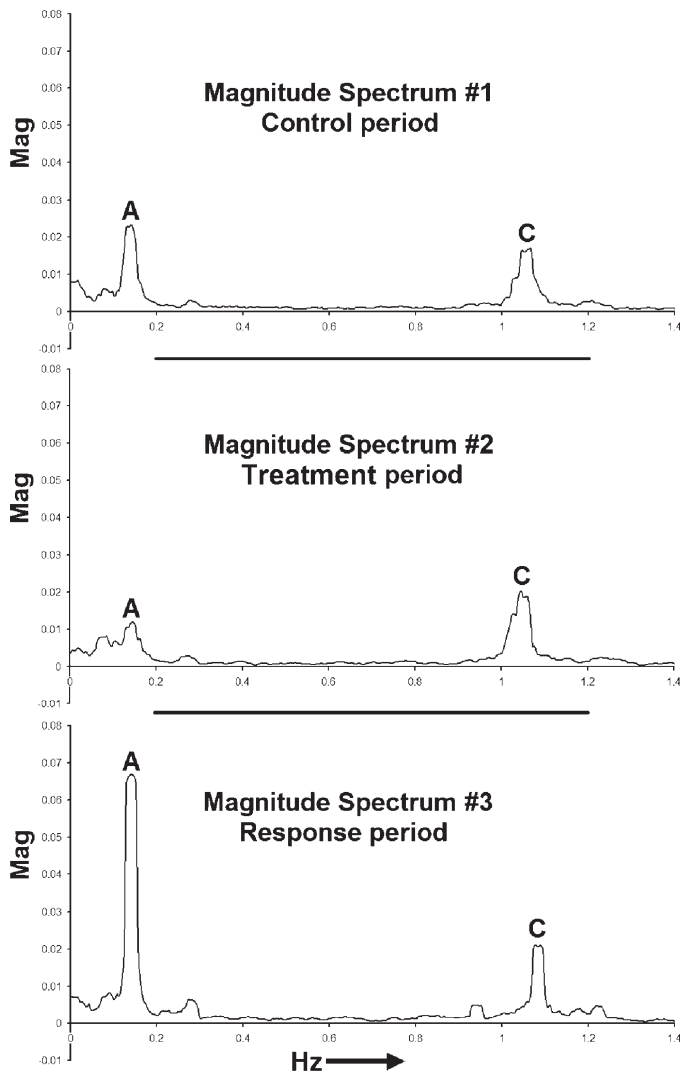 0.08
0.07
0.06
0.05
0.04
0.03
0.02
0.01
0
-0.01
Mag
Magnitude Spectrum #1
Control period
A
C
0 0.2 0.4 0.6 0.8 1 1.2 1.4
0.08
0.07
0.06
0.05
0.04
0.03
0.02
0.01
0
-0.01
Mag
Magnitude Spectrum #2
Treatment period
A
C
0 0.2 0.4 0.6 0.8 1 1.2 1.4
0.08
0.07
0.06
0.05
0.04
0.03
0.02
0.01
0
-0.01
Mag
Magnitude Spectrum #3
Response period
A
C
0 0.2 0.4 0.6 0.8 1 1.2 1.4
Hz